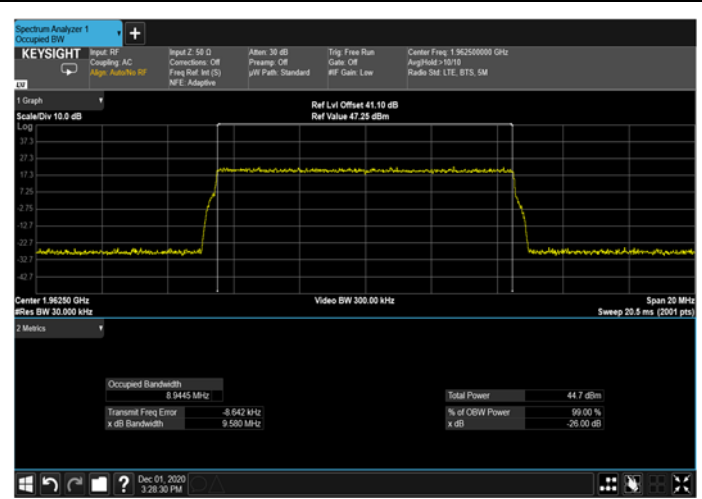 Spectrum Analyzer 1
Occupied BW
KEYSIGHT
Input: RF
Coupling: AC
Align: Auto/No RF
Input Z: 50 Ω
Corrections: Off
Freq Ref: Int (S)
NFE: Adaptive
Atten: 30 dB
Preamp: Off
µW Path: Standard
Trig: Free Run
Gate: Off
#IF Gain: Low
Center Freq: 1.962500000 GHz
Avg|Hold:>10/10
Radio Std: LTE, BTS, 5M
1 Graph
Scale/Div 10.0 dB
Ref Lvl Offset 41.10 dB
Ref Value 47.25 dBm
Log
37.3
27.3
17.3
7.25
-2.75
-12.7
-22.7
-32.7
-42.7
Center 1.96250 GHz
#Res BW 30.000 kHz
Video BW 300.00 kHz
Span 20 MHz
Sweep 20.5 ms (2001 pts)
2 Metrics
Occupied Bandwidth
8.9445 MHz
Total Power 44.7 dBm
Transmit Freq Error -8.642 kHz
% of OBW Power 99.00 %
x dB Bandwidth 9.580 MHz
x dB -26.00 dB
?
Dec 01, 2020
3:28:30 PM